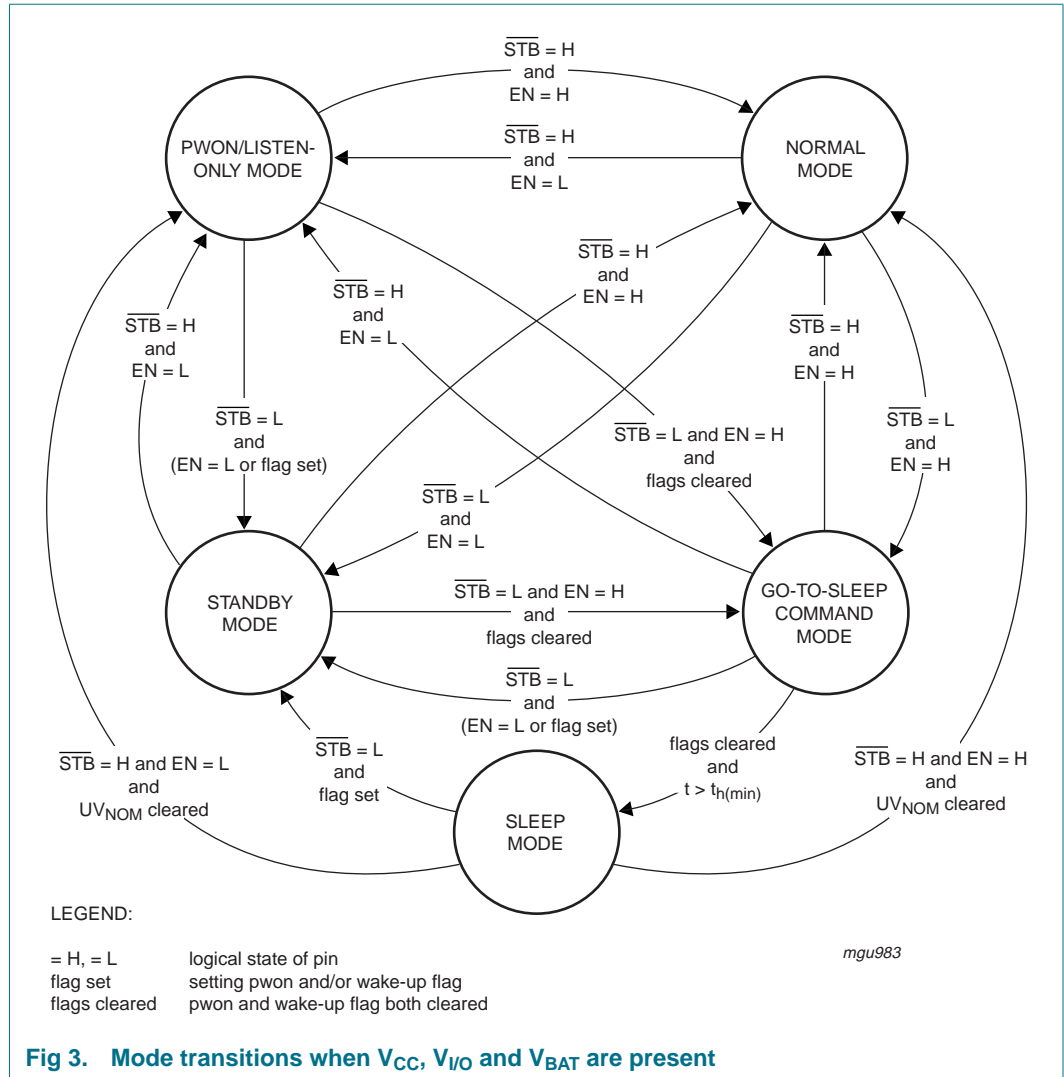 STB = H
and
EN = H
PWON/LISTEN-
ONLY MODE
STB = H
and
EN = L
NORMAL
MODE
STB = H
and
EN = L
STB = H
and
EN = L
STB = H
and
EN = H
STB = H
and
EN = H
STB = L
and
(EN = L or flag set)
STB = L and EN = H
and
flags cleared
STB = L
and
EN = H
STB = L
and
EN = L
STANDBY
MODE
STB = L and EN = H
and
flags cleared
GO-TO-SLEEP
COMMAND
MODE
STB = L
and
(EN = L or flag set)
STB = H and EN = L
and
UVNOM cleared
STB = L
and
flag set
flags cleared
and
t > th(min)
STB = H and EN = H
and
UVNOM cleared
SLEEP
MODE
LEGEND:
= H, = L logical state of pin
flag set setting pwon and/or wake-up flag
flags cleared pwon and wake-up flag both cleared
mgu983
Fig 3. Mode transitions when VCC, VI/O and VBAT are present